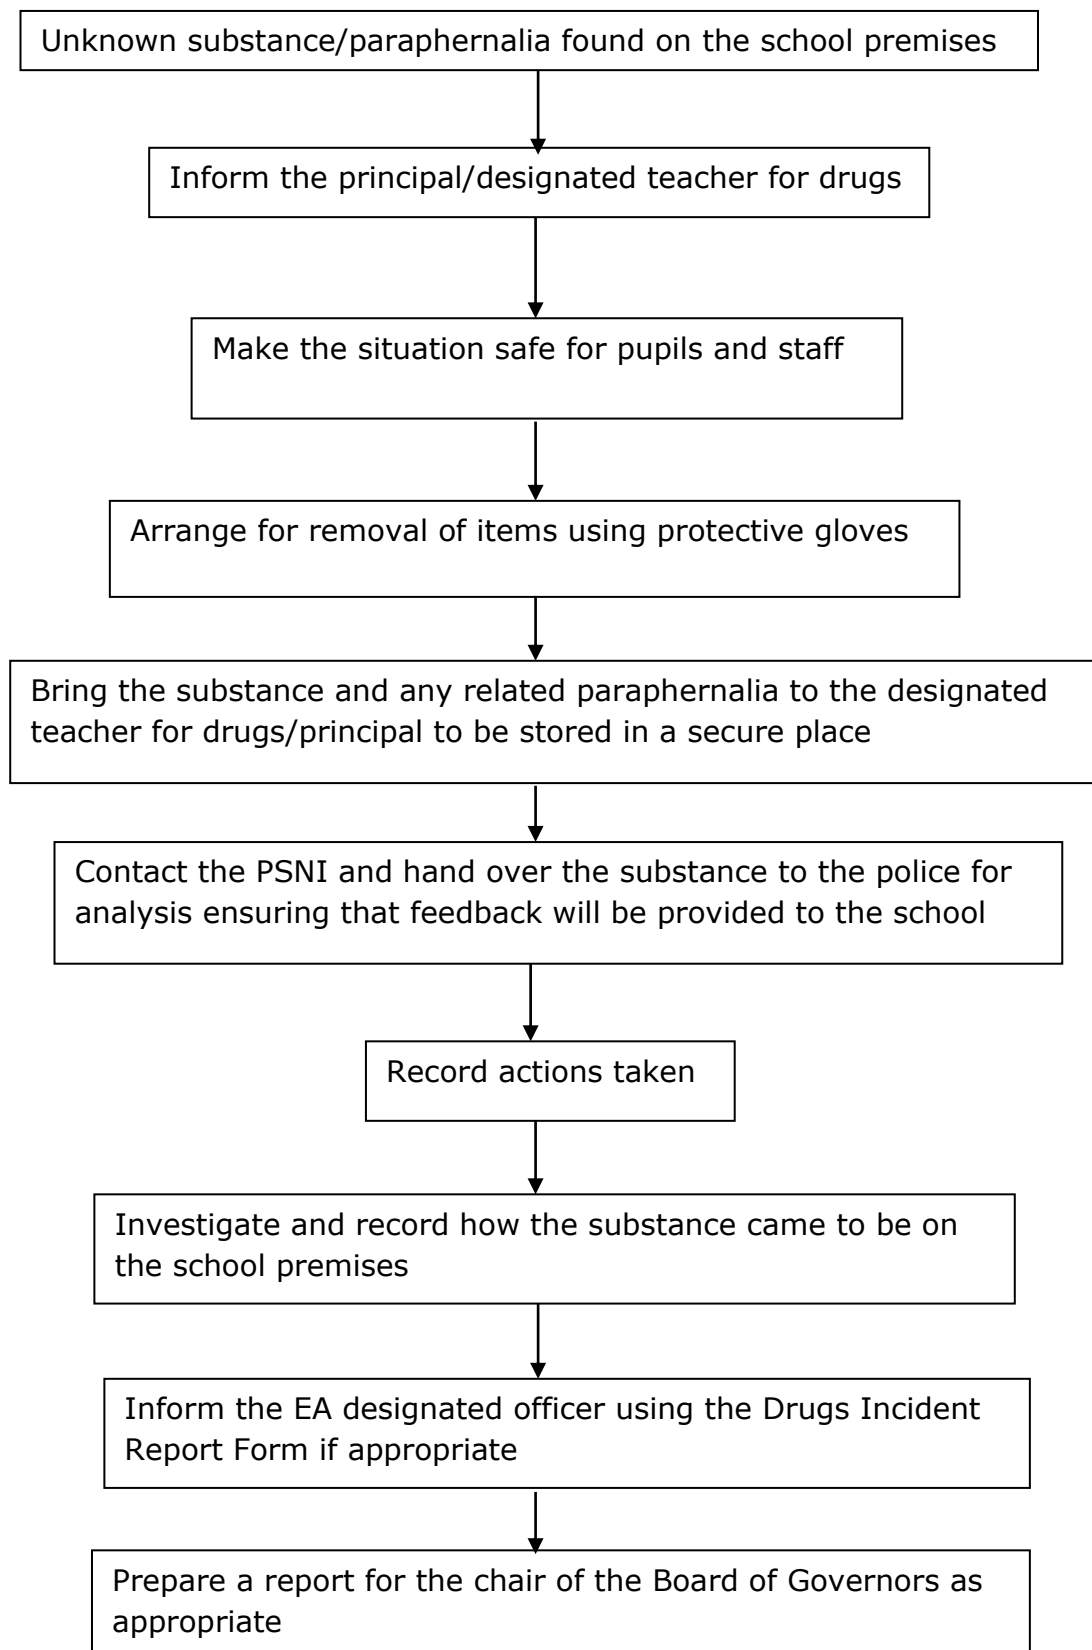 Unknown substance/paraphernalia found on the school premises
Inform the principal/designated teacher for drugs
Make the situation safe for pupils and staff
Arrange for removal of items using protective gloves
Bring the substance and any related paraphernalia to the designated
teacher for drugs/principal to be stored in a secure place
Contact the PSNI and hand over the substance to the police for
analysis ensuring that feedback will be provided to the school
Record actions taken
Investigate and record how the substance came to be on
the school premises
Inform the EA designated officer using the Drugs Incident
Report Form if appropriate
Prepare a report for the chair of the Board of Governors as
appropriate